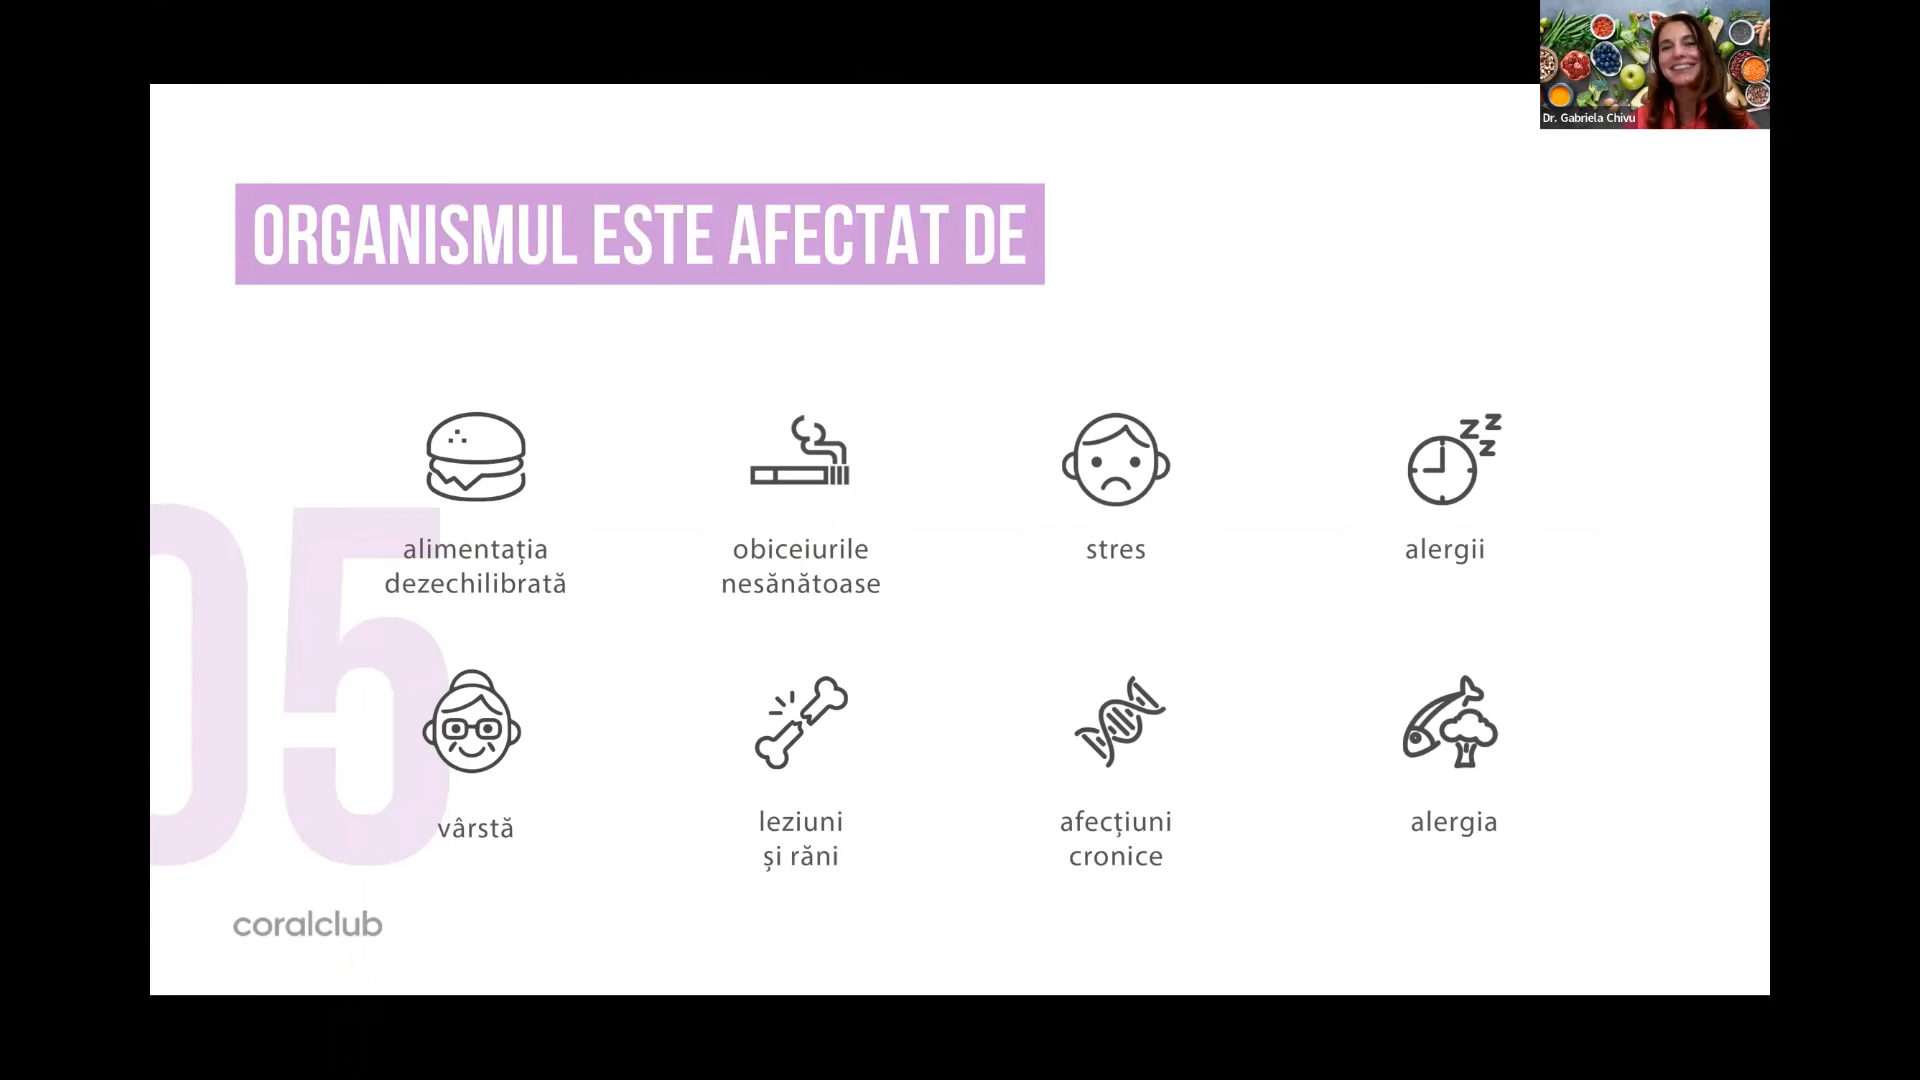 Dr. Gabriela Chivu
ORGANISMUL ESTE AFECTAT DE
z z z
alimentația
dezechilibrată
obiceiurile
nesănătoase
stres
alergii
05
vârstă
leziuni
și răni
afecțiuni
cronice
alergia
coralclub